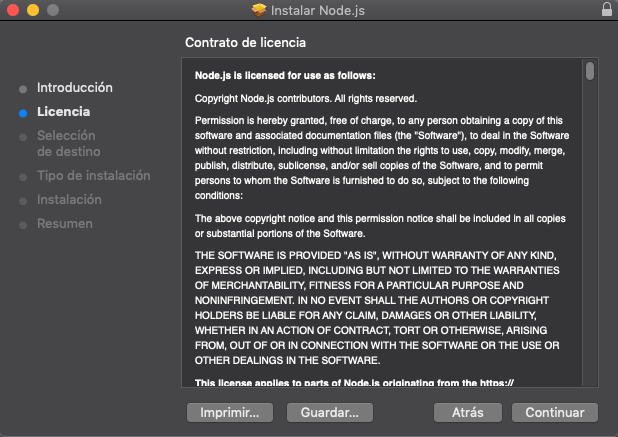 Instalar Node.js
Contrato de licencia
Introducción
Licencia
Selección
de destino
Tipo de instalación
Instalación
Resumen
Node.js is licensed for use as follows:
Copyright Node.js contributors. All rights reserved.
Permission is hereby granted, free of charge, to any person obtaining a copy of this
software and associated documentation files (the "Software"), to deal in the Software
without restriction, including without limitation the rights to use, copy, modify, merge,
publish, distribute, sublicense, and/or sell copies of the Software, and to permit
persons to whom the Software is furnished to do so, subject to the following
conditions:
The above copyright notice and this permission notice shall be included in all copies
or substantial portions of the Software.
THE SOFTWARE IS PROVIDED "AS IS", WITHOUT WARRANTY OF ANY KIND,
EXPRESS OR IMPLIED, INCLUDING BUT NOT LIMITED TO THE WARRANTIES
OF MERCHANTABILITY, FITNESS FOR A PARTICULAR PURPOSE AND
NONINFRINGEMENT. IN NO EVENT SHALL THE AUTHORS OR COPYRIGHT
HOLDERS BE LIABLE FOR ANY CLAIM, DAMAGES OR OTHER LIABILITY,
WHETHER IN AN ACTION OF CONTRACT, TORT OR OTHERWISE, ARISING
FROM, OUT OF OR IN CONNECTION WITH THE SOFTWARE OR THE USE OR
OTHER DEALINGS IN THE SOFTWARE.
This license applies to parts of Node.js originating from the https://
Imprimir... Guardar... Atrás Continuar